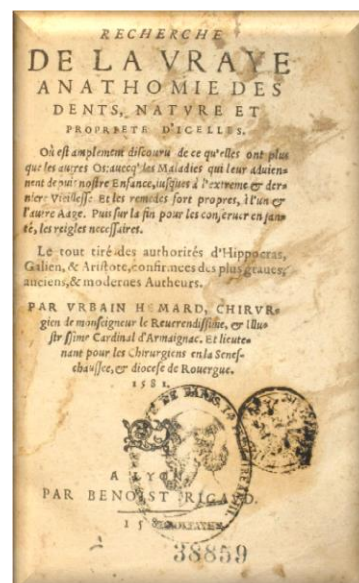 RECHERCHE
DE LA VRAYE
ANATHOMIE DES
DENTS, NATVRE ET
PROPRIETE D'ICELLES.
Où est amplement discouru de ce qu'elles ont plus
que les autres Os: auecq' les Maladies qui leur aduien-
nent depuis nostre Enfance, iusques à l'extreme & der-
niere Vieillesse: Et les remedes fort propres, à l'un &
l'autre Aage. Puis sur la fin pour les conseruer en san-
té, les reigles necessaires.
Le tout tiré des authorités d'Hippocras,
Galien, & Aristote, confirmees des plus graues,
anciens, & modernes Autheurs.
PAR VRBAIN HEMARD, CHIRVR-
gien de monseigneur le Reuerendissime, & Illu-
strissime Cardinal d'Armaignac. Et lieute-
nant pour les Chirurgiens en la Senes-
chaussee, & diocese de Rouergue.
1581.
A LYON
PAR BENOIST RIGAUD.
158
38859